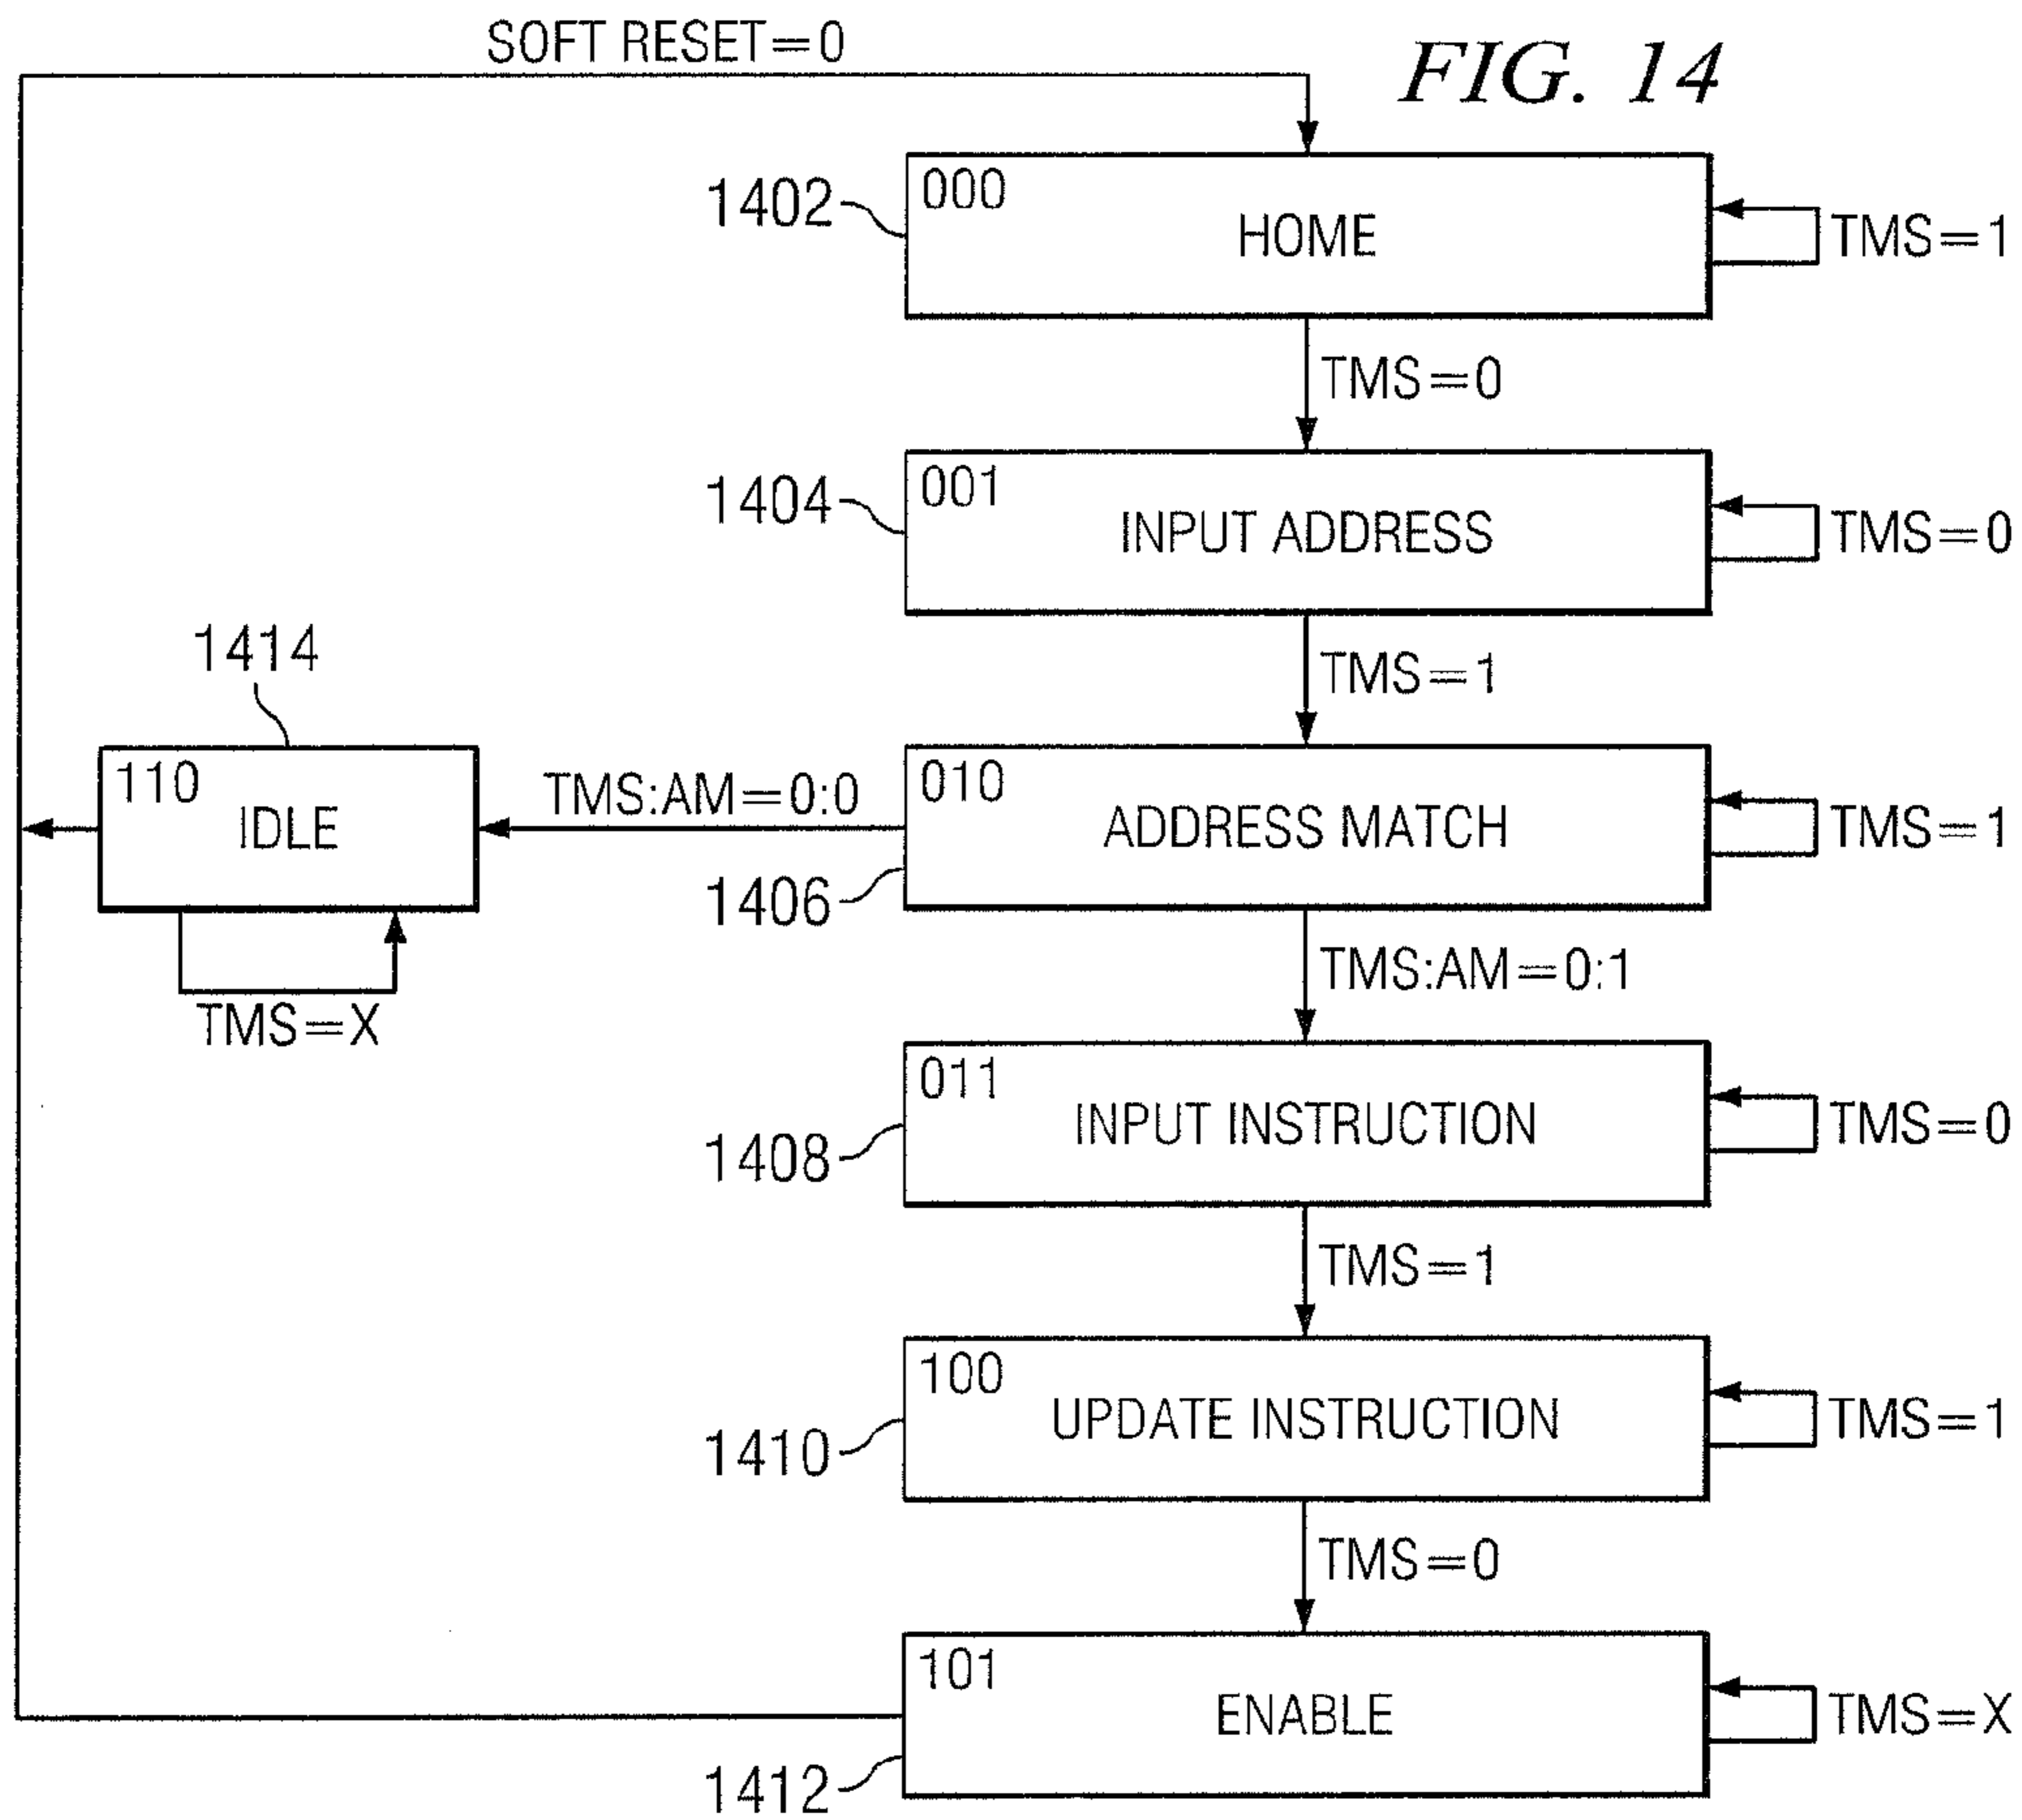 SOFT RESET=0
FIG. 14
1402
000
HOME
TMS=1
TMS=0
1404
001
INPUT ADDRESS
TMS=0
TMS=1
1414
110
IDLE
TMS=X
TMS:AM=0:0
010
ADDRESS MATCH
1406
TMS=1
TMS:AM=0:1
011
INPUT INSTRUCTION
1408
TMS=0
TMS=1
100
UPDATE INSTRUCTION
1410
TMS=1
TMS=0
101
ENABLE
1412
TMS=X